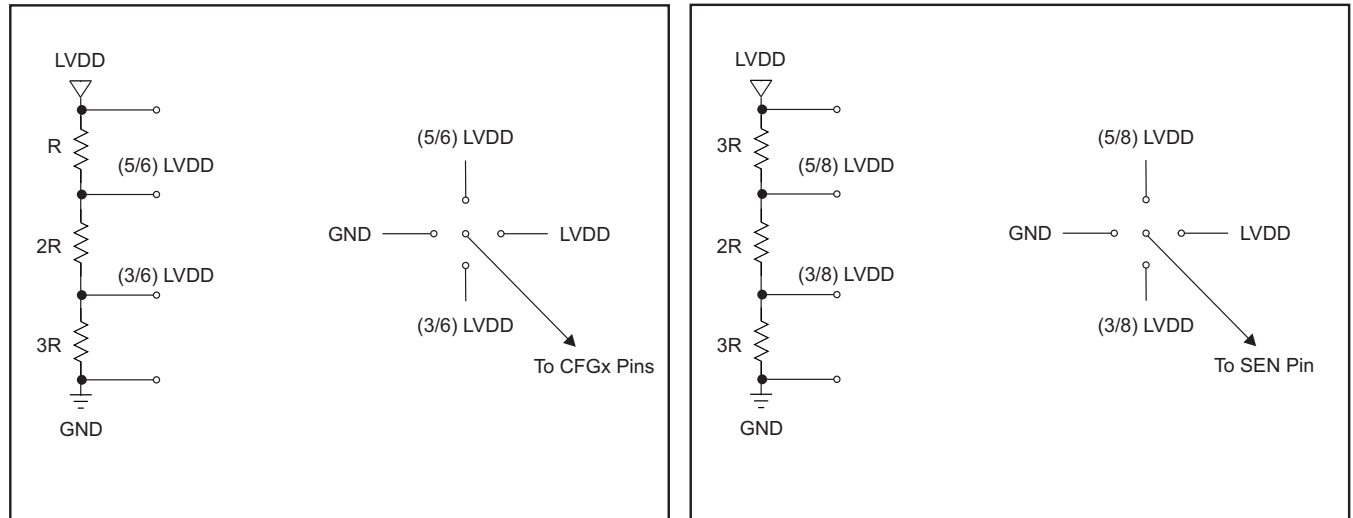 LVDD
R
(5/6) LVDD
2R
(3/6) LVDD
3R
GND
(5/6) LVDD
GND
LVDD
(3/6) LVDD
To CFGx Pins
LVDD
3R
(5/8) LVDD
2R
(3/8) LVDD
3R
GND
(5/8) LVDD
GND
LVDD
(3/8) LVDD
To SEN Pin